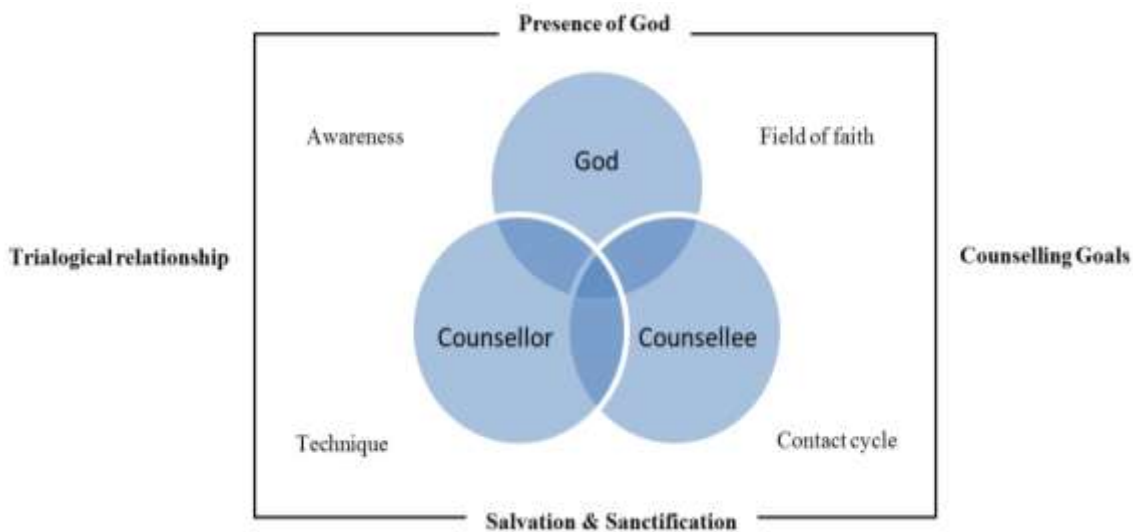 Presence of God
Awareness
Field of faith
God
Trialogical relationship
Counselling Goals
Counsellor
Counsellee
Technique
Contact cycle
Salvation & Sanctification